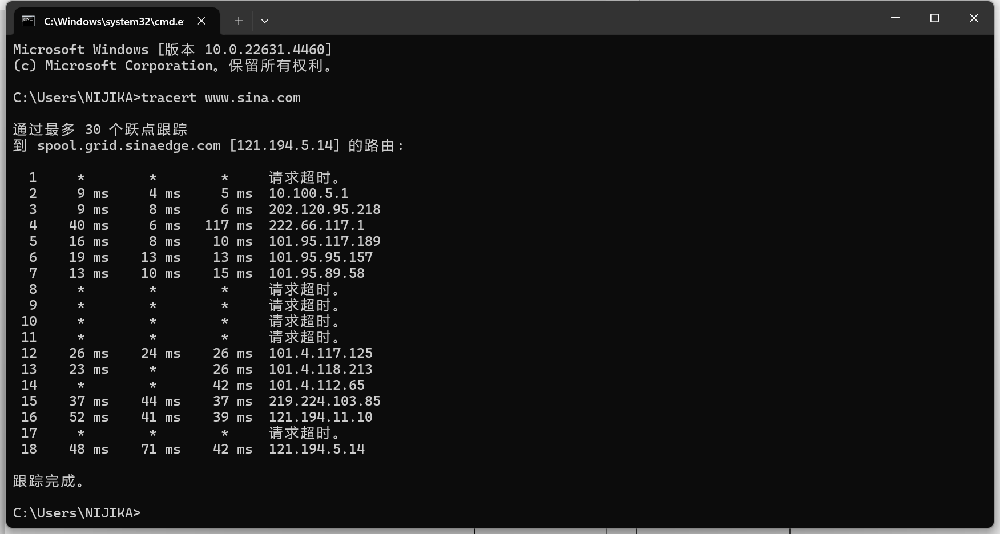 C:\Windows\system32\cmd.e
Microsoft Windows [版本 10.0.22631.4460]
(c) Microsoft Corporation。保留所有权利。
C:\Users\NIJIKA>tracert www.sina.com
通过最多 30 个跃点跟踪
到 spool.grid.sinaedge.com [121.194.5.14] 的路由:
1 * * * 请求超时。
2 9 ms 4 ms 5 ms 10.100.5.1
3 9 ms 8 ms 6 ms 202.120.95.218
4 40 ms 6 ms 117 ms 222.66.117.1
5 16 ms 8 ms 10 ms 101.95.117.189
6 19 ms 13 ms 13 ms 101.95.95.157
7 13 ms 10 ms 15 ms 101.95.89.58
8 * * * 请求超时。
9 * * * 请求超时。
10 * * * 请求超时。
11 * * * 请求超时。
12 26 ms 24 ms 26 ms 101.4.117.125
13 23 ms * 26 ms 101.4.118.213
14 * * 42 ms 101.4.112.65
15 37 ms 44 ms 37 ms 219.224.103.85
16 52 ms 41 ms 39 ms 121.194.11.10
17 * * * 请求超时。
18 48 ms 71 ms 42 ms 121.194.5.14
跟踪完成。
C:\Users\NIJIKA>